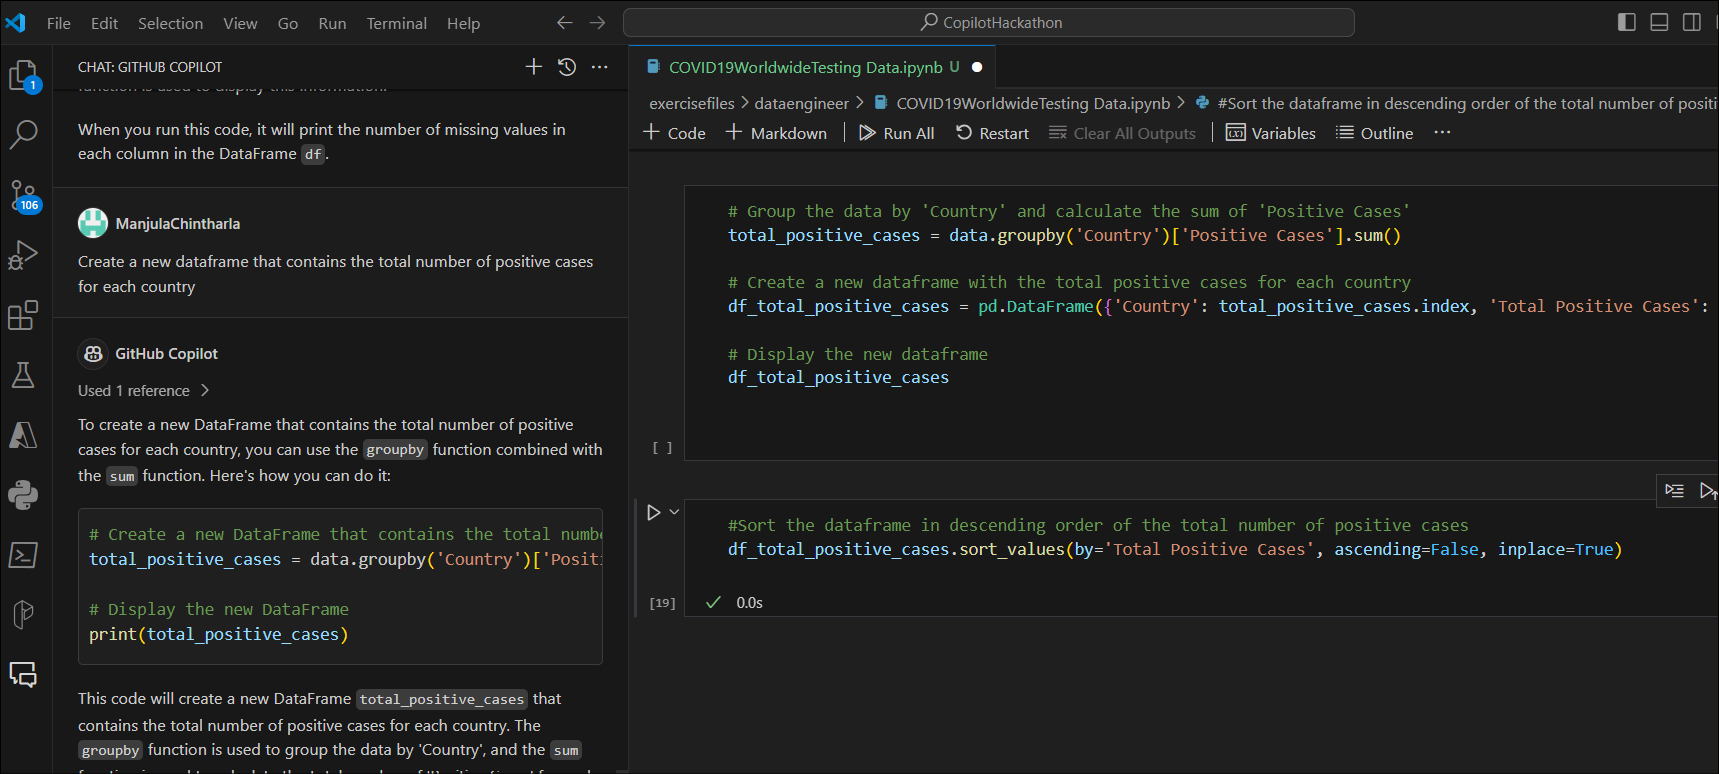 File Edit Selection View Go Run Terminal Help
CopilotHackathon
CHAT: GITHUB COPILOT
1
106
When you run this code, it will print the number of missing values in
each column in the DataFrame df.
ManjulaChintharla
Create a new dataframe that contains the total number of positive cases
for each country
GitHub Copilot
Used 1 reference
To create a new DataFrame that contains the total number of positive
cases for each country, you can use the groupby function combined with
the sum function. Here's how you can do it:
# Create a new DataFrame that contains the total numbe
total_positive_cases = data.groupby('Country')['Positi
# Display the new DataFrame
print(total_positive_cases)
This code will create a new DataFrame total_positive_cases that
contains the total number of positive cases for each country. The
groupby function is used to group the data by 'Country', and the sum
COVID19WorldwideTesting Data.ipynb U
exercisefiles > dataengineer > COVID19WorldwideTesting Data.ipynb > #Sort the dataframe in descending order of the total number of positi
+ Code + Markdown Run All Restart Clear All Outputs Variables Outline ...
# Group the data by 'Country' and calculate the sum of 'Positive Cases'
total_positive_cases = data.groupby('Country')['Positive Cases'].sum()
# Create a new dataframe with the total positive cases for each country
df_total_positive_cases = pd.DataFrame({'Country': total_positive_cases.index, 'Total Positive Cases':
# Display the new dataframe
df_total_positive_cases
[ ]
#Sort the dataframe in descending order of the total number of positive cases
df_total_positive_cases.sort_values(by='Total Positive Cases', ascending=False, inplace=True)
[19] 0.0s